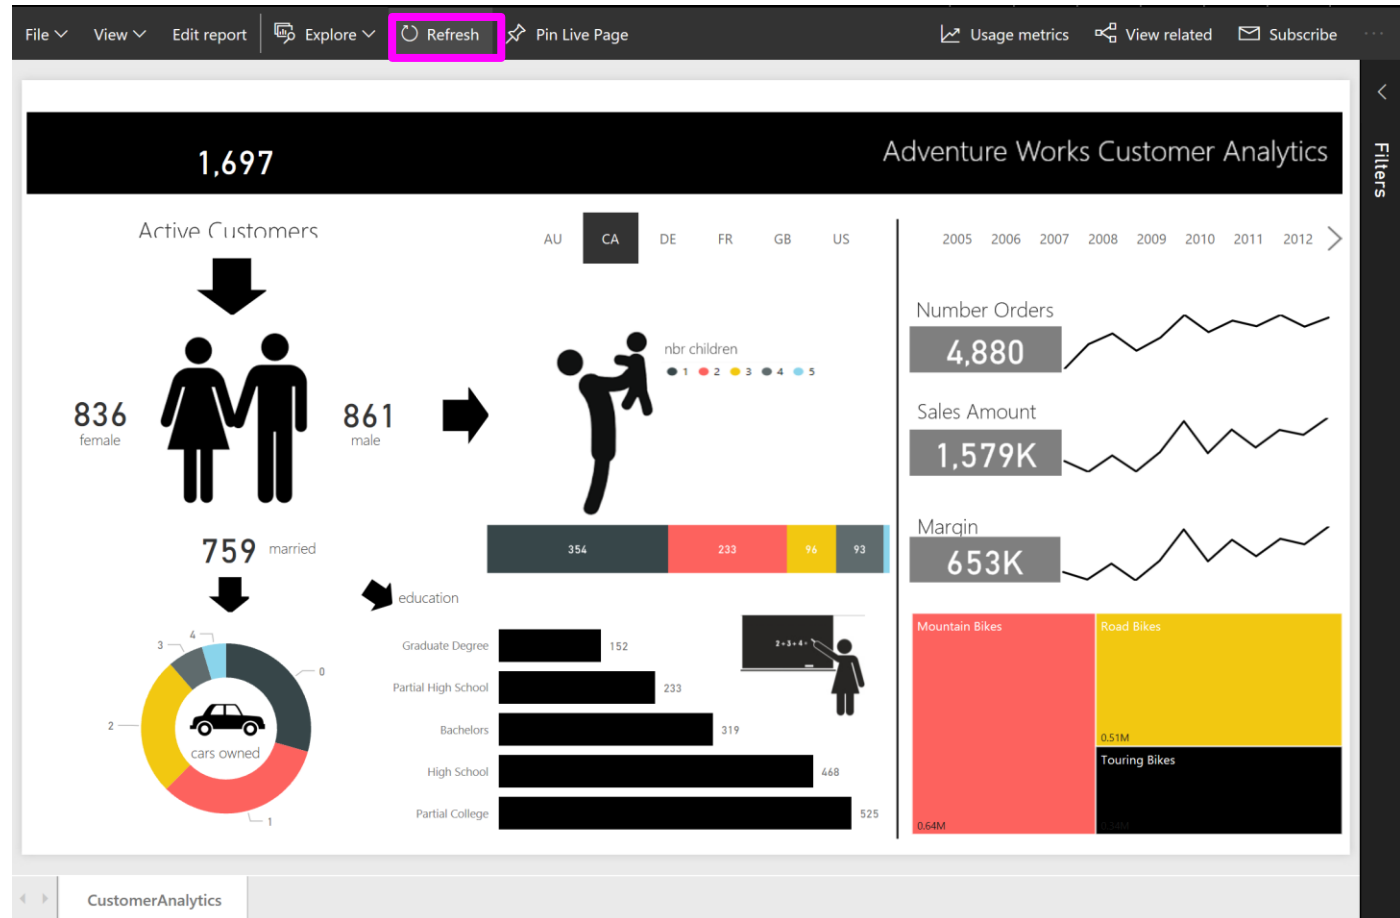 File View Edit report Explore Refresh Pin Live Page Usage metrics View related Subscribe
Filters
1,697
Adventure Works Customer Analytics
Active Customers
AU CA DE FR GB US
2005 2006 2007 2008 2009 2010 2011 2012
836
female
861
male
nbr children
1 2 3 4 5
Number Orders
4,880
Sales Amount
1,579K
Margin
653K
759 married
354 233 96 93
education
Graduate Degree 152
Partial High School 233
Bachelors 319
High School 468
Partial College 525
2+3+4=
4
3
0
2
cars owned
1
Mountain Bikes
0.64M
Road Bikes
0.51M
Touring Bikes
0.34M
CustomerAnalytics